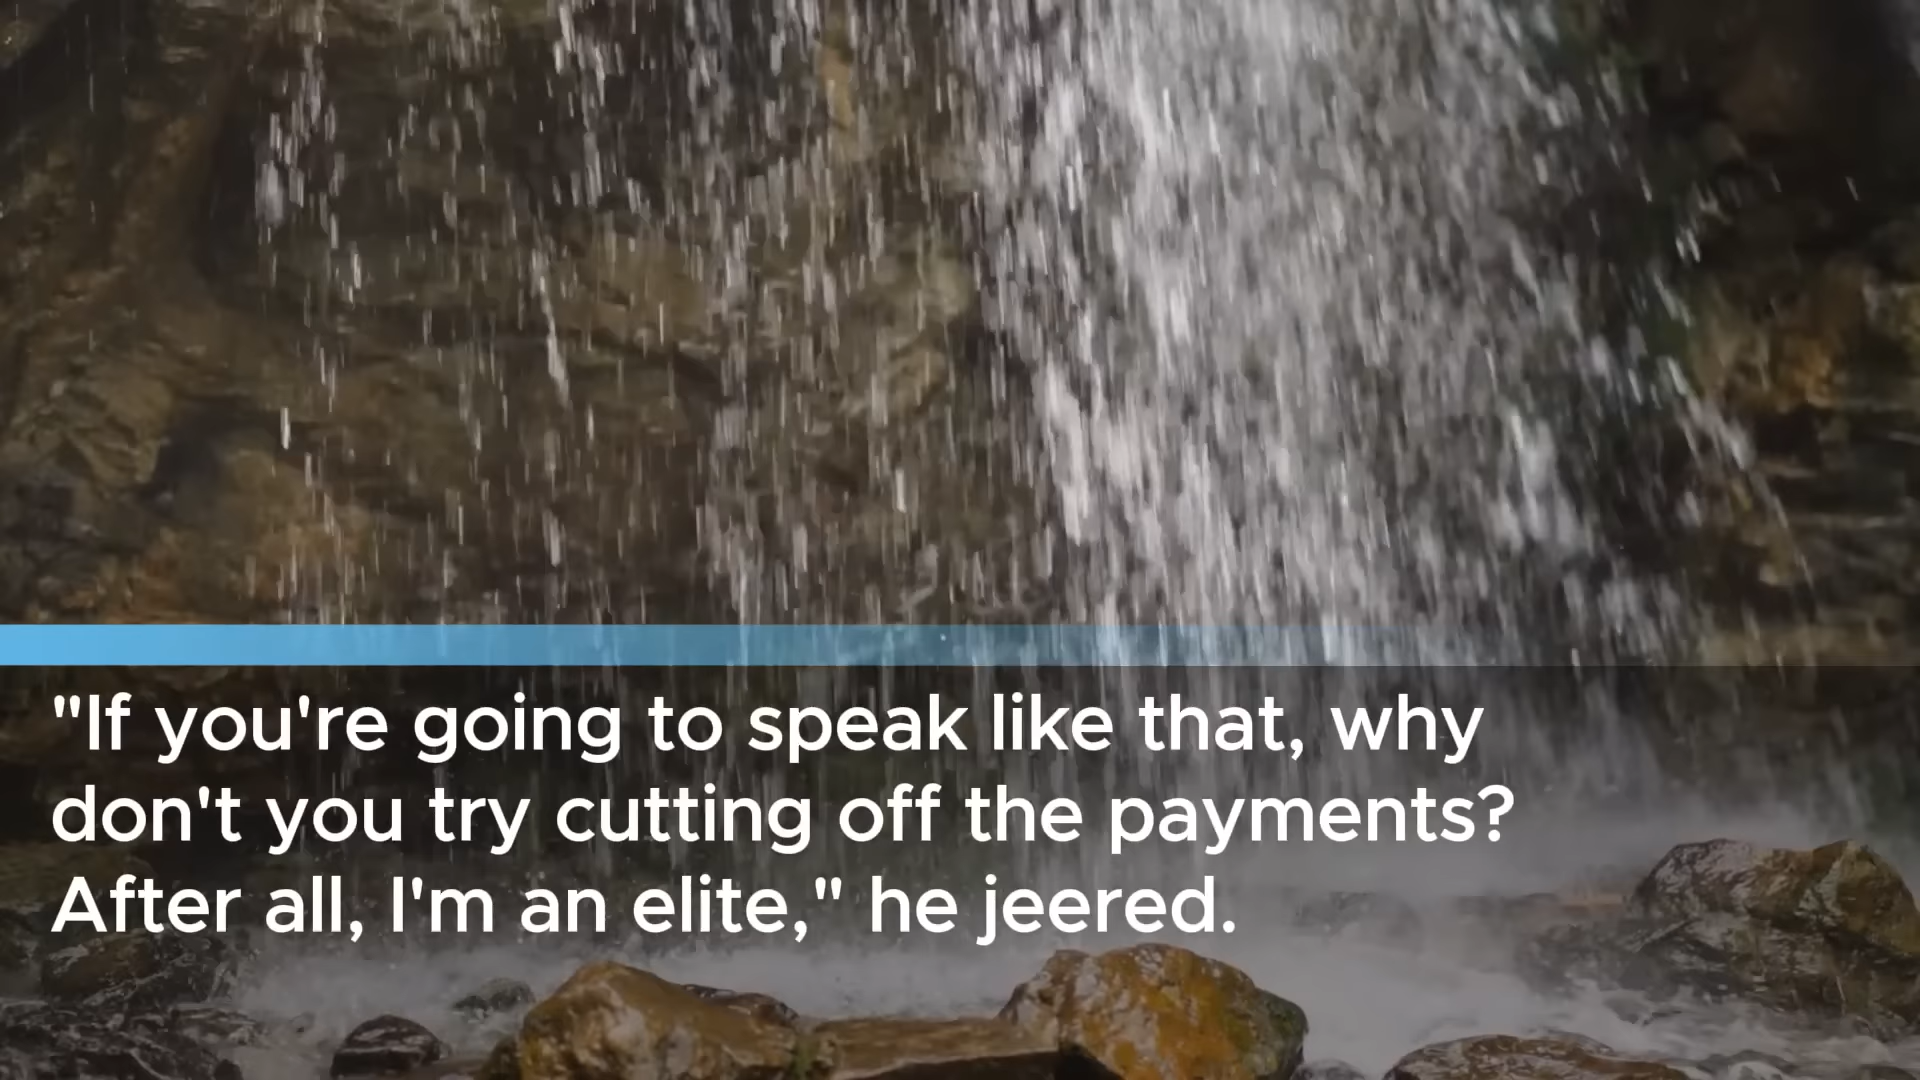 "If you're going to speak like that, why
don't you try cutting off the payments?
After all, I'm an elite," he jeered.